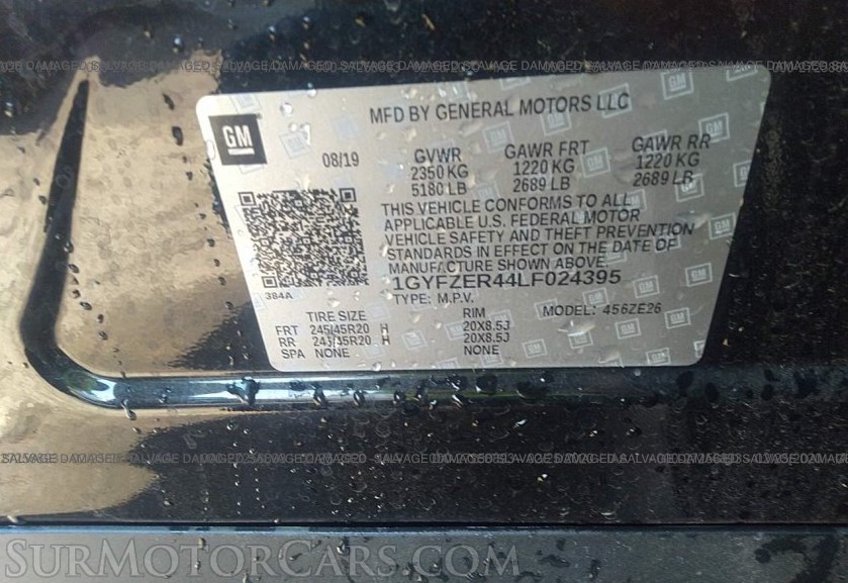 GM
MFD BY GENERAL MOTORS LLC
08/19
GVWR GAWR FRT GAWR RR
2350 KG 1220 KG 1220 KG
5180 LB 2689 LB 2689 LB
THIS VEHICLE CONFORMS TO ALL
APPLICABLE U.S. FEDERAL MOTOR
VEHICLE SAFETY AND THEFT PREVENTION
STANDARDS IN EFFECT ON THE DATE OF
MANUFACTURE SHOWN ABOVE.
1GYFZER44LF024395
TYPE: M.P.V. MODEL: 456ZE26
384A
TIRE SIZE RIM
FRT 245/45R20 H 20X8.5J
RR 245/45R20 H 20X8.5J
SPA NONE NONE
SurMotorCars.com